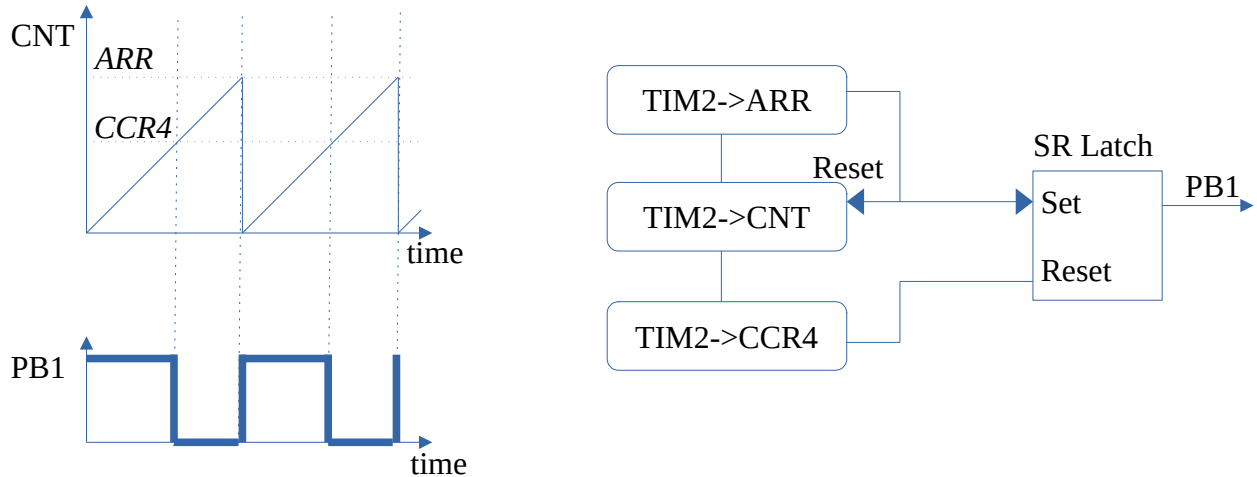 CNT
ARR
CCR4
time
PB1
time
TIM2->ARR
Reset
TIM2->CNT
TIM2->CCR4
SR Latch
Set
Reset
PB1